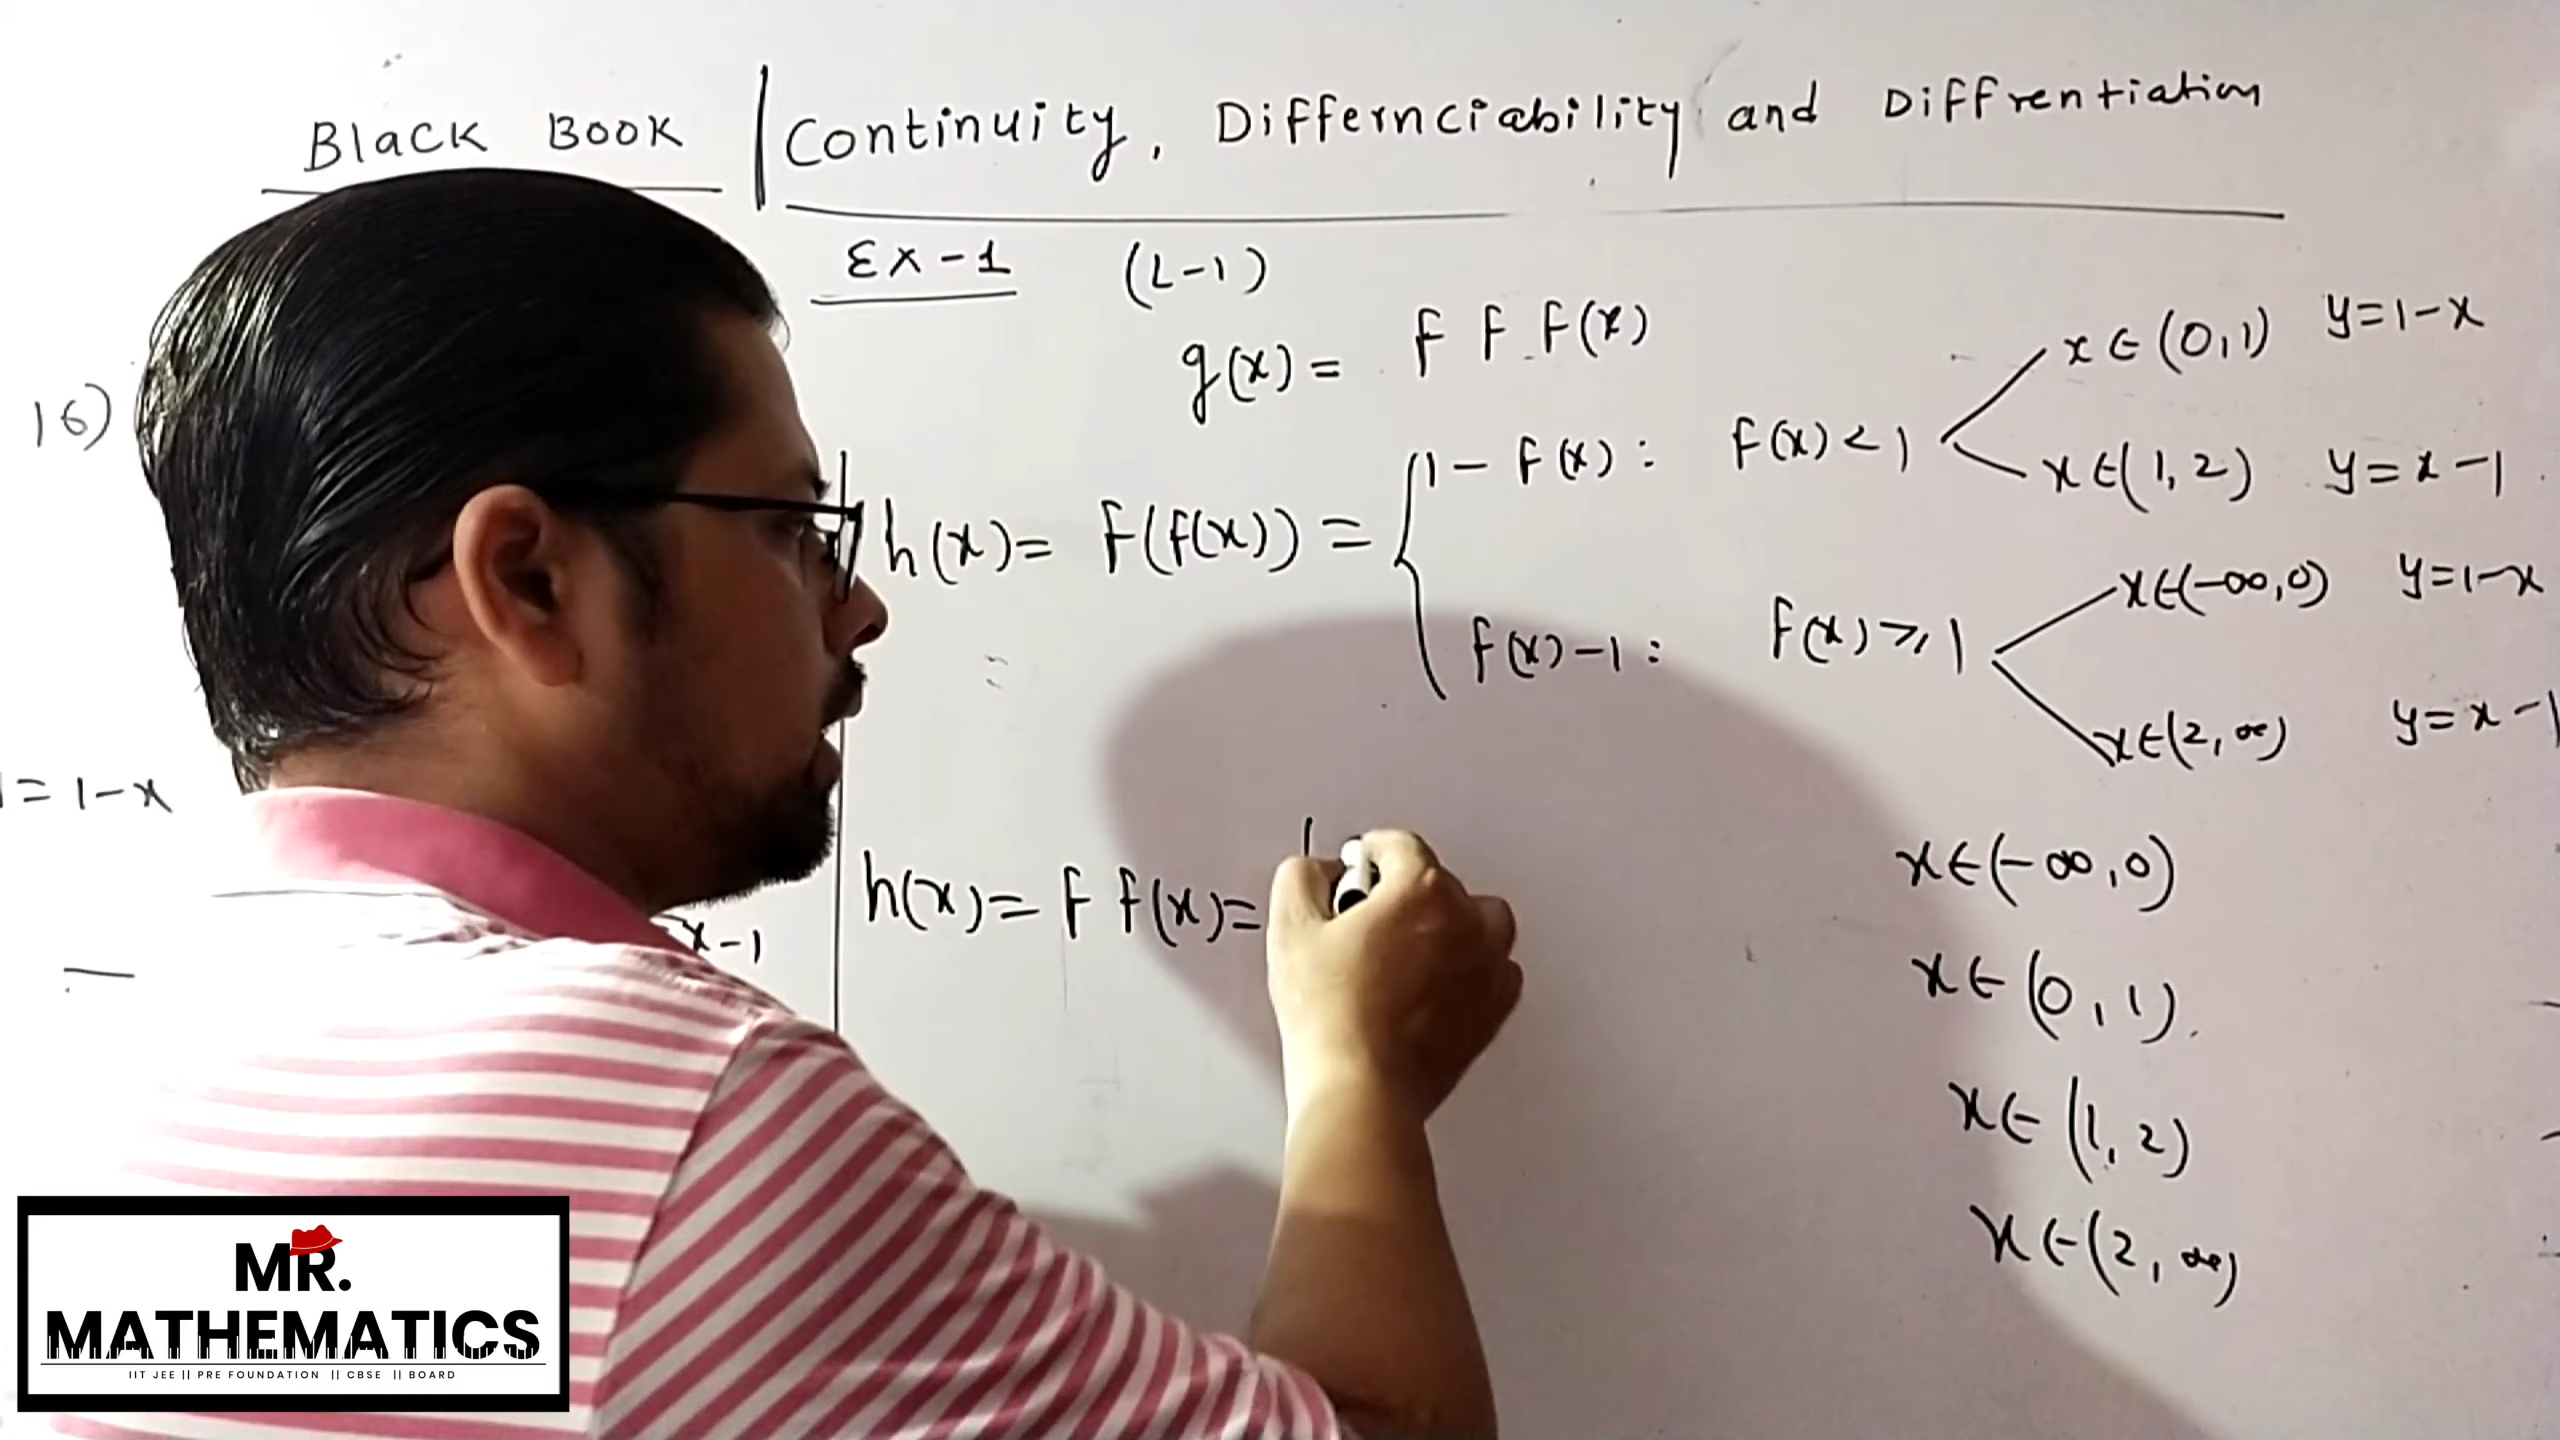 Black Book | Continuity, Differnciability and Diffrentiation
Ex-1 (L-1)
16)
g(x) = F F F(x)
h(x) = F(f(x)) = { 1 - F(x) : F(x) < 1
x ∈ (0,1) y = 1-x
x ∈ (1, 2) y = x-1
F(x) - 1 : F(x) ⩾ 1
x ∈ (-∞,0) y = 1-x
x ∈ (2, ∞) y = x-1
= 1-x
x-1
h(x) = F F(x) =
x ∈ (-∞,0)
x ∈ (0,1).
x ∈ (1,2)
x ∈ (2, ∞)
MR.
MATHEMATICS
IIT JEE || PRE FOUNDATION || CBSE || BOARD